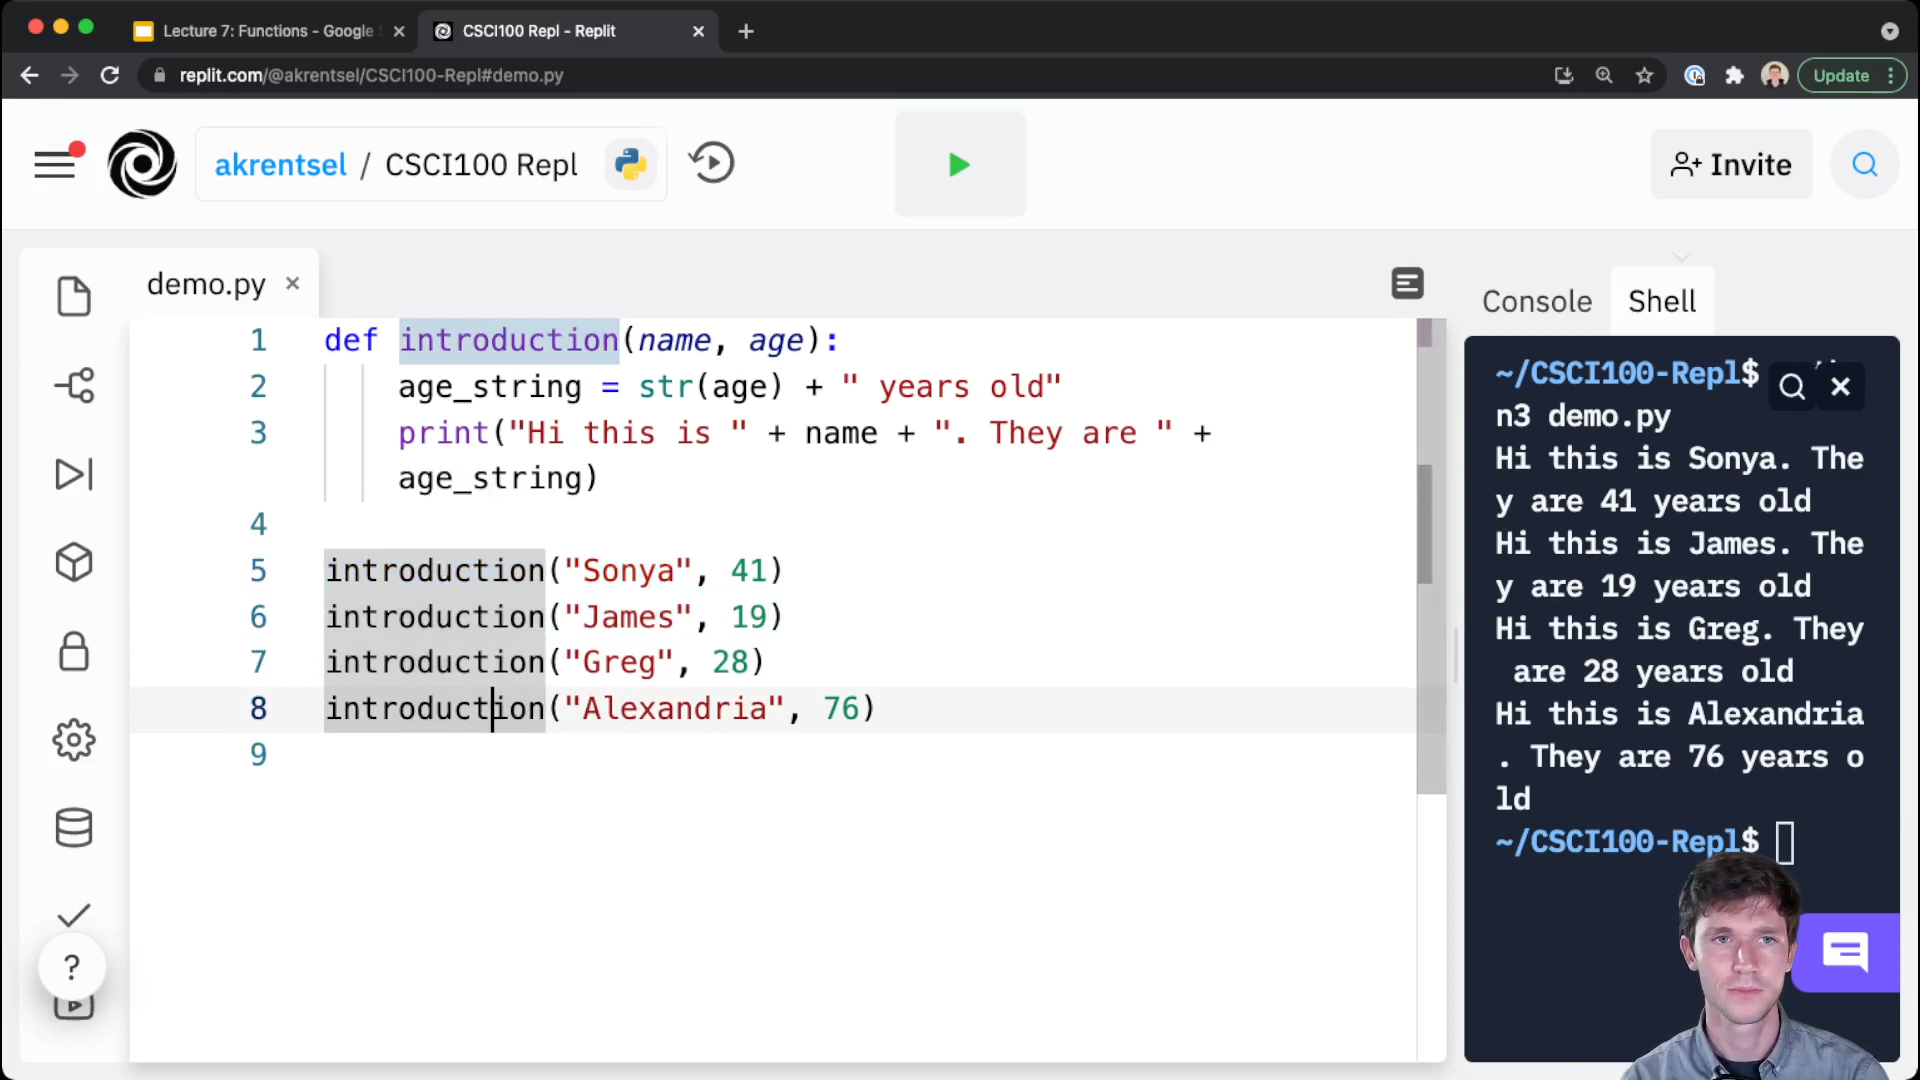 Lecture 7: Functions - Google
CSCI100 Repl - Replit
replit.com/@akrentsel/CSCI100-Repl#demo.py
Update
akrentsel / CSCI100 Repl
Invite
demo.py
Console
Shell
1 def introduction(name, age):
2 age_string = str(age) + " years old"
3 print("Hi this is " + name + ". They are " +
age_string)
4
5 introduction("Sonya", 41)
6 introduction("James", 19)
7 introduction("Greg", 28)
8 introduction("Alexandria", 76)
9
~/CSCI100-Repl$
n3 demo.py
Hi this is Sonya. The
y are 41 years old
Hi this is James. The
y are 19 years old
Hi this is Greg. They
are 28 years old
Hi this is Alexandria
. They are 76 years o
ld
~/CSCI100-Repl$
?